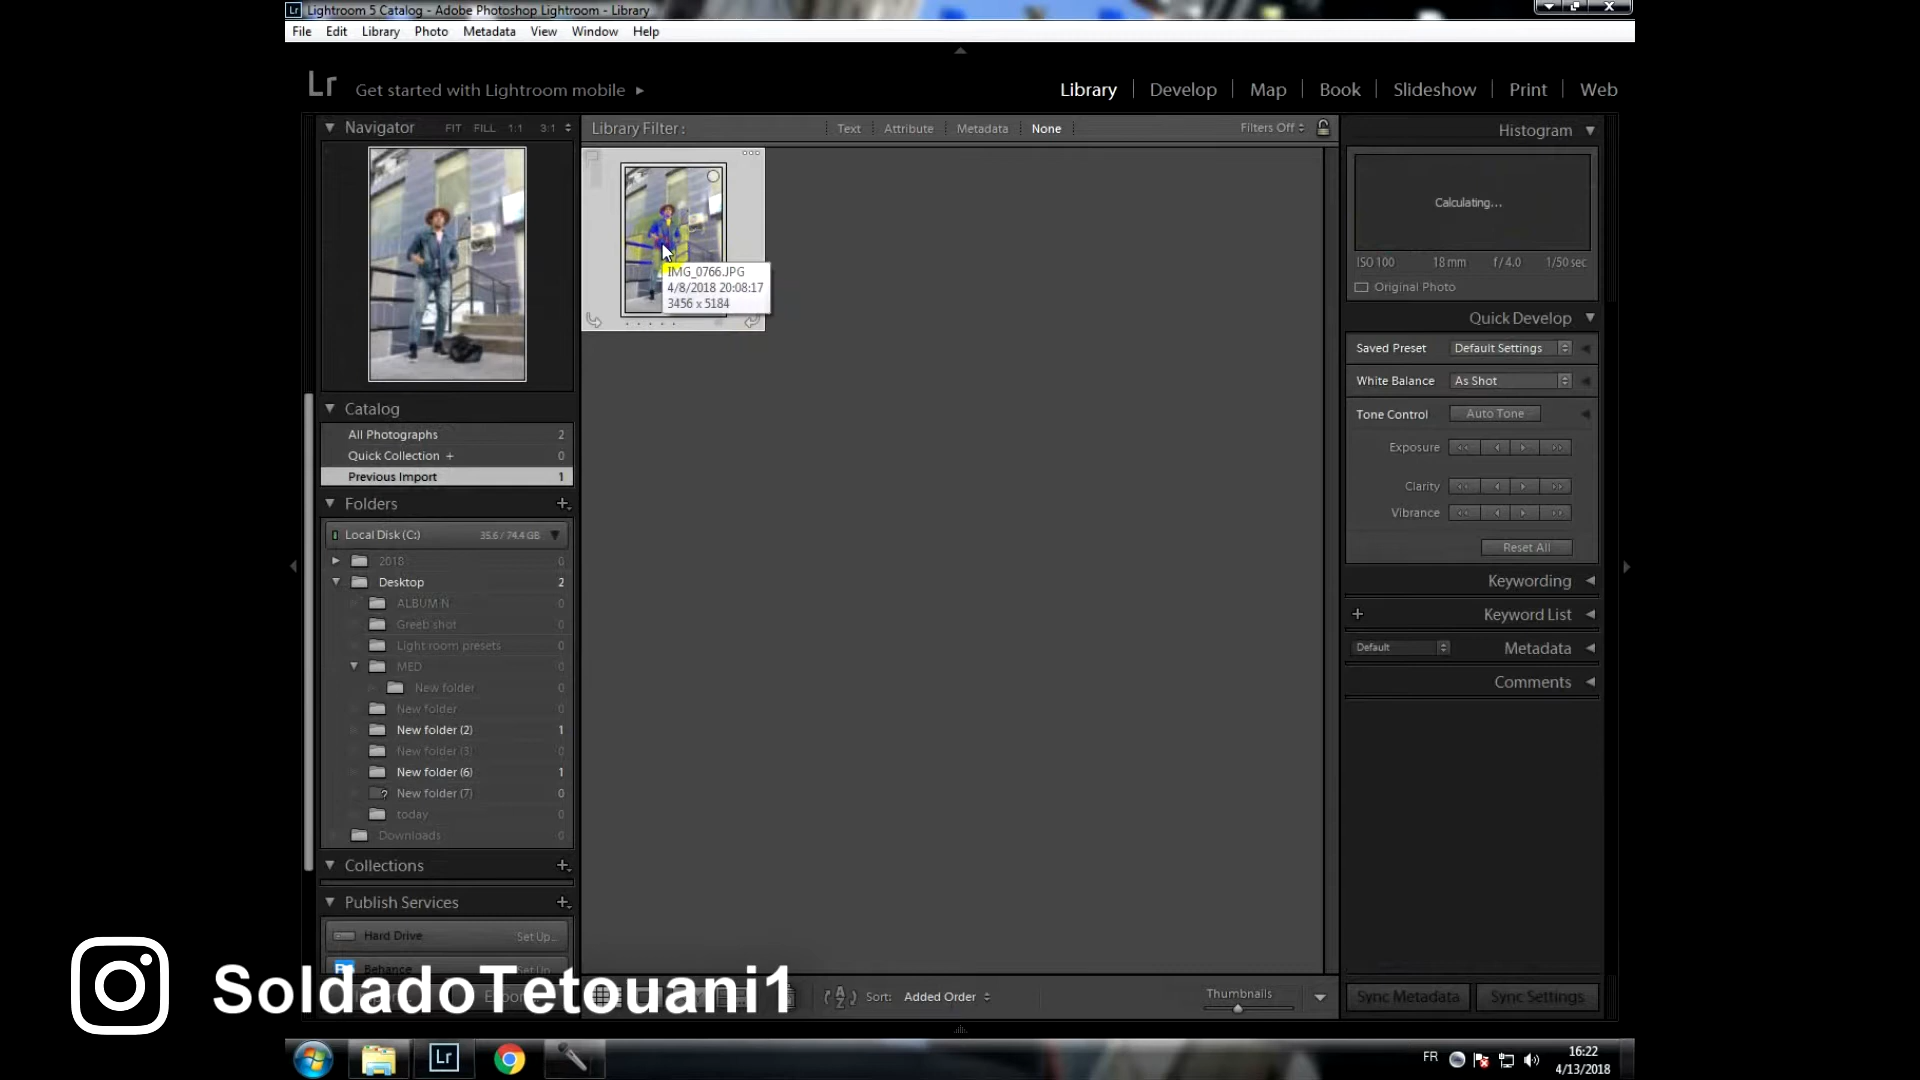 Lightroom 5 Catalog - Adobe Photoshop Lightroom - Library
File Edit Library Photo Metadata View Window Help
Lr Get started with Lightroom mobile
Library Develop Map Book Slideshow Print Web
Navigator FIT FILL 1:1 3:1
Library Filter : Text Attribute Metadata None Filters Off
Histogram
Calculating...
ISO 100 18 mm f / 4.0 1/50 sec
Original Photo
IMG_0766.JPG
4/8/2018 20:08:17
3456 x 5184
Quick Develop
Saved Preset Default Settings
White Balance As Shot
Tone Control Auto Tone
Exposure
Clarity
Vibrance
Reset All
Keywording
Keyword List
Default Metadata
Comments
Catalog
All Photographs 2
Quick Collection + 0
Previous Import 1
Folders
Local Disk (C:) 35.6 / 74.4 GB
2018 0
Desktop 2
ALBUM N 0
Greeb shot 0
Light room presets 0
MED 0
New folder 0
New folder 0
New folder (2) 1
New folder (3) 0
New folder (6) 1
New folder (7) 0
today 0
Downloads 0
Collections
Publish Services
Hard Drive Set Up...
Behance Set Up...
SoldadoTetouani1
Sort: Added Order Thumbnails
Sync Metadata Sync Settings
Lr
FR 16:22
4/13/2018